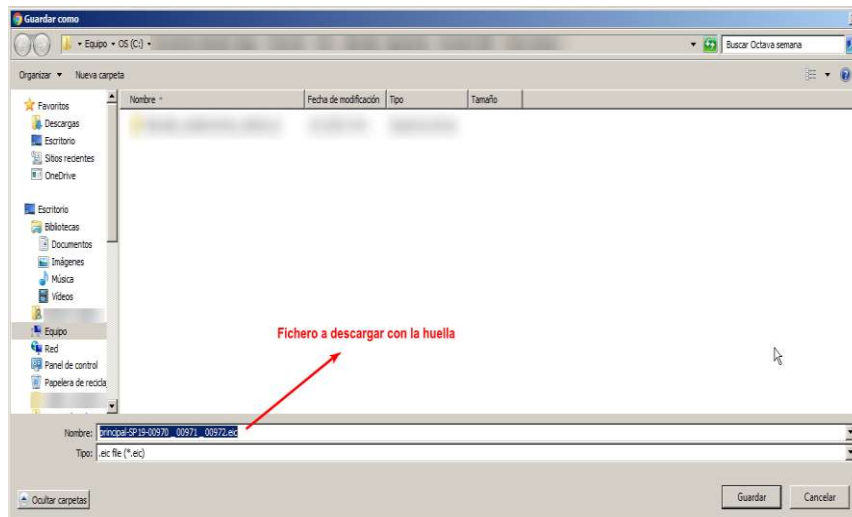 Guardar como
Equipo
OS (C:)
Buscar Octava semana
Organizar
Nueva carpeta
Favoritos
Descargas
Escritorio
Sitios recientes
OneDrive
Escritorio
Bibliotecas
Documentos
Imágenes
Música
Vídeos
Equipo
Red
Panel de control
Papelera de recicla
Nombre
Fecha de modificación
Tipo
Tamaño
Fichero a descargar con la huella
Nombre: principal-SP19-00970_00971_00972.eic
Tipo: .eic file (*.eic)
Ocultar carpetas
Guardar
Cancelar